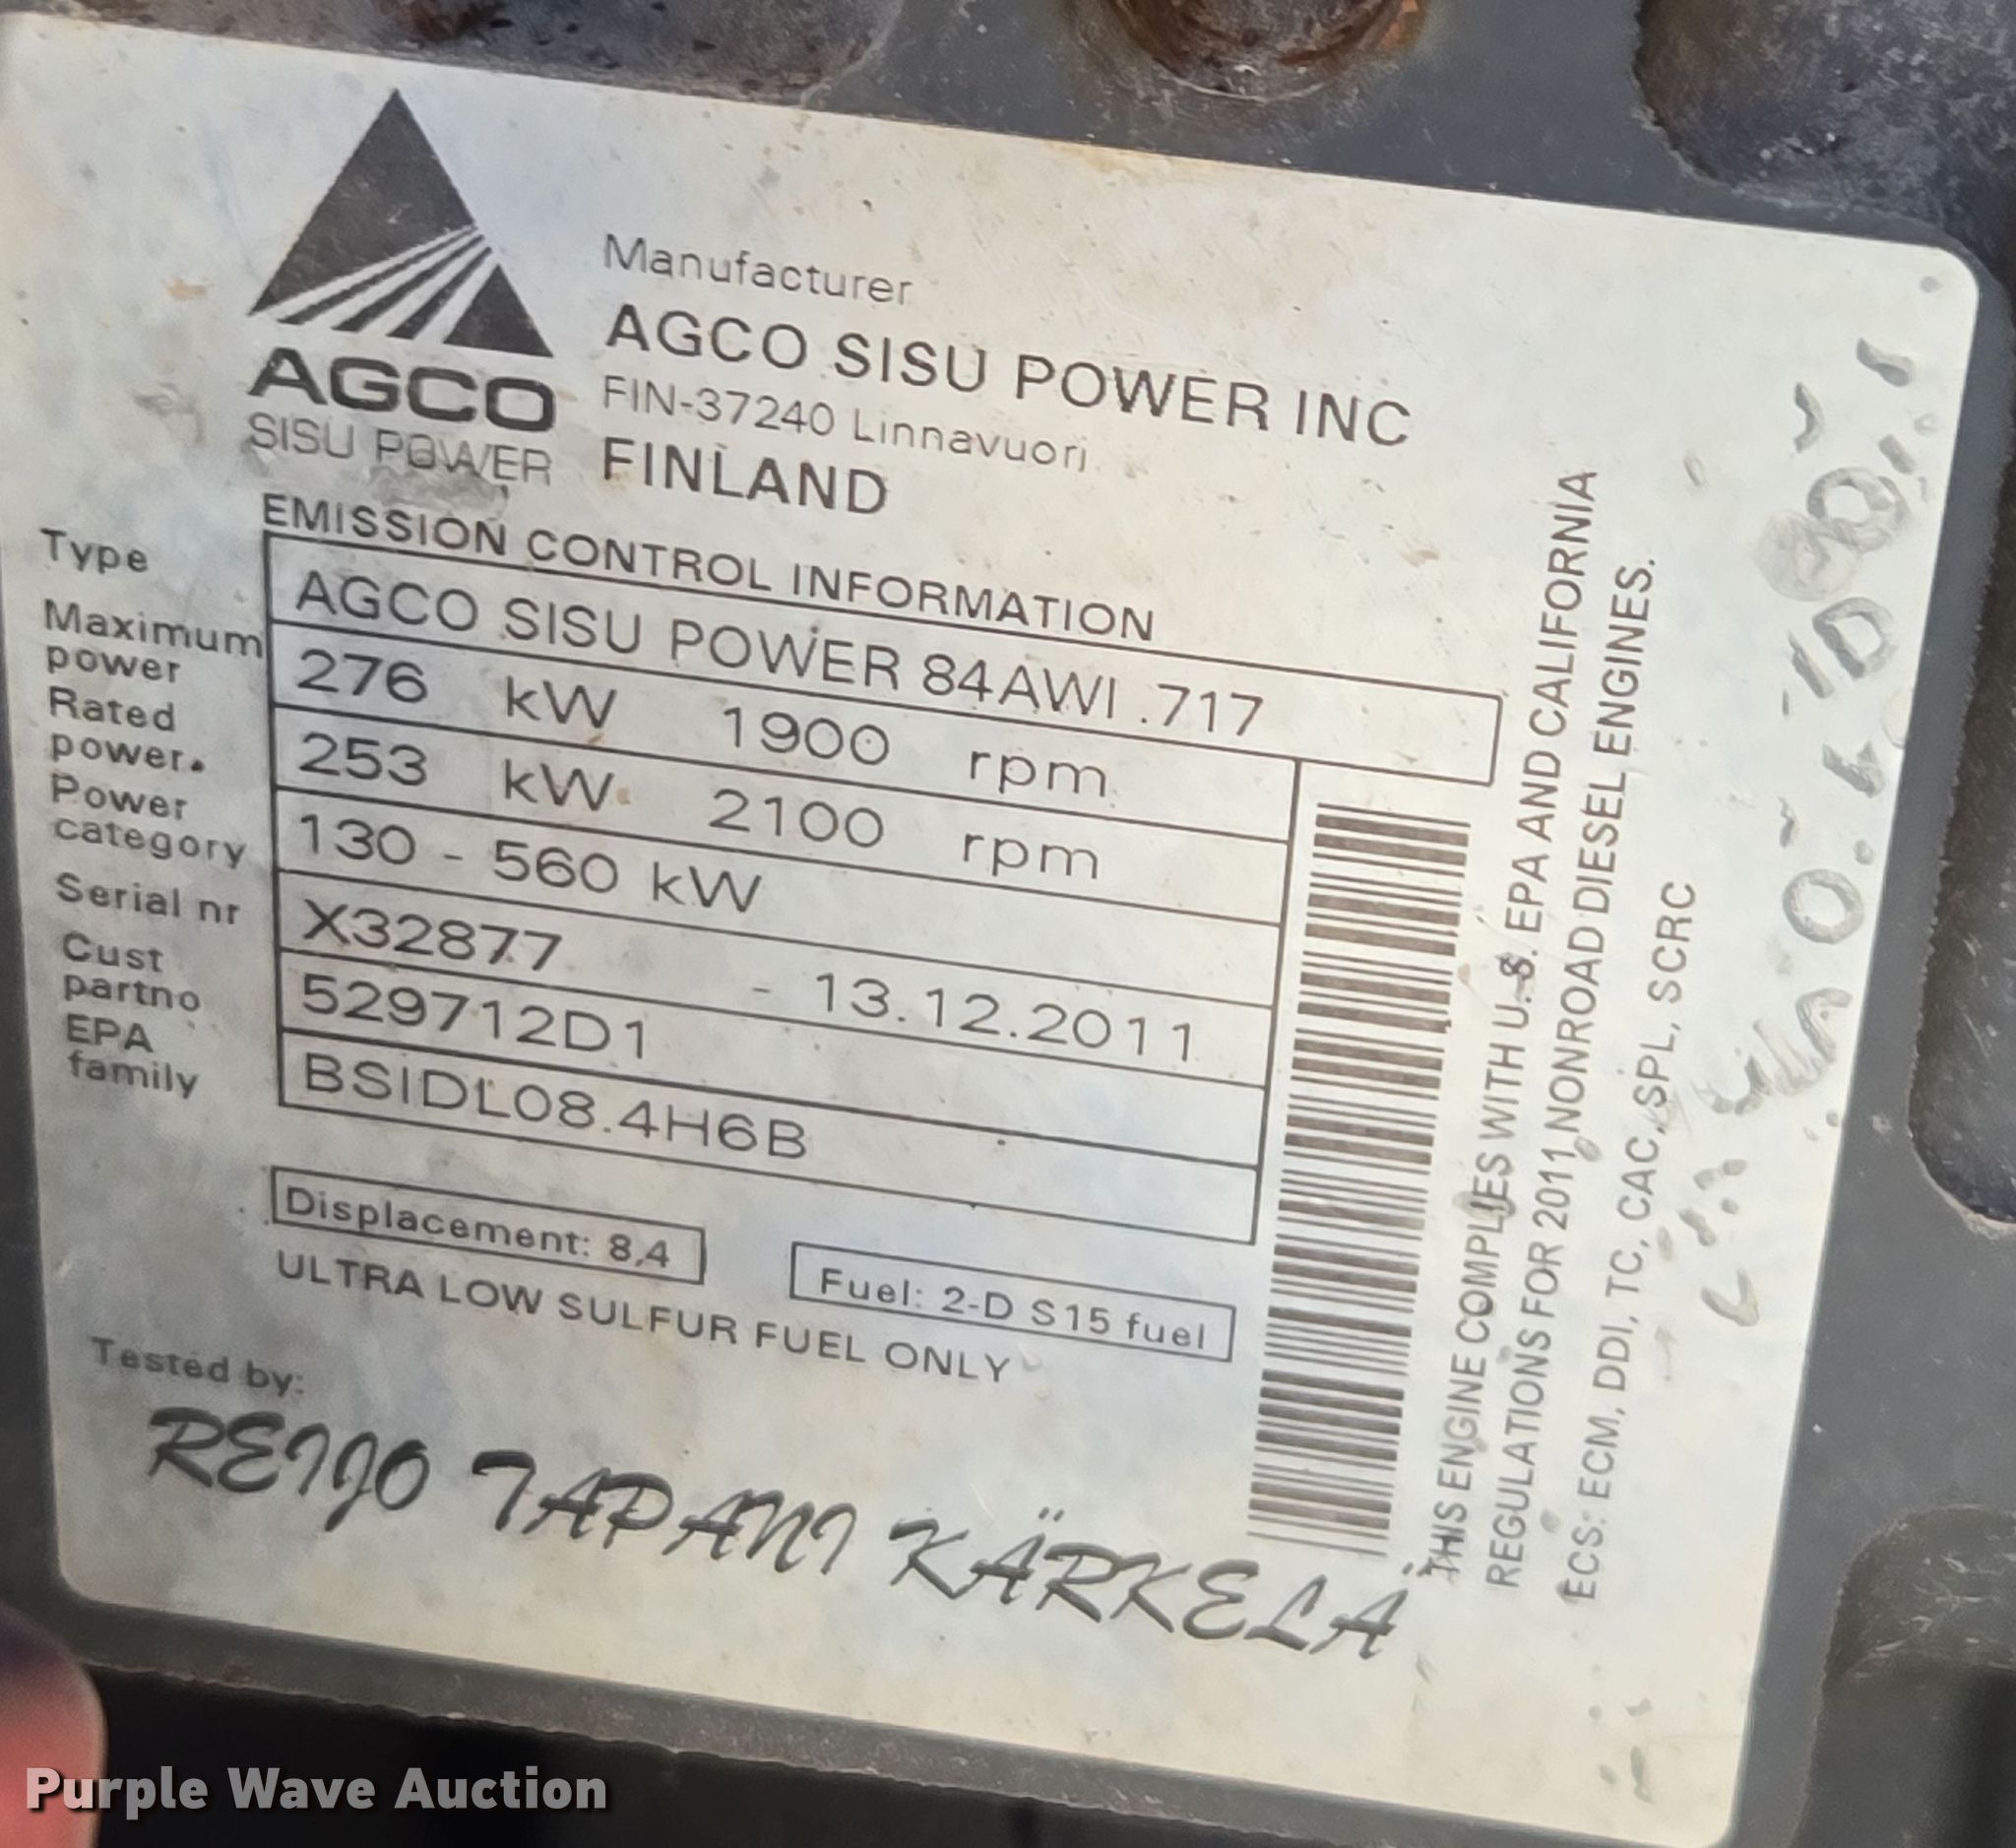 Manufacturer
AGCO SISU POWER INC
FIN-37240 Linnavuori
FINLAND
AGCO
SISU POWER
EMISSION CONTROL INFORMATION
Type AGCO SISU POWER 84AWI .717
Maximum power 276 kW 1900 rpm
Rated power 253 kW 2100 rpm
Power category 130 - 560 kW
Serial nr X32877 - 13.12.2011
Cust partno 529712D1
EPA family BSIDL08.4H6B
Displacement: 8,4
Fuel: 2-D S15 fuel
ULTRA LOW SULFUR FUEL ONLY
Tested by:
REIJO TAPANI KÄRKELÄ
THIS ENGINE COMPLIES WITH U.S. EPA AND CALIFORNIA
REGULATIONS FOR 2011 NONROAD DIESEL ENGINES.
ECS: ECM, DDI, TC, CAC, SPL, SCRC
Purple Wave Auction